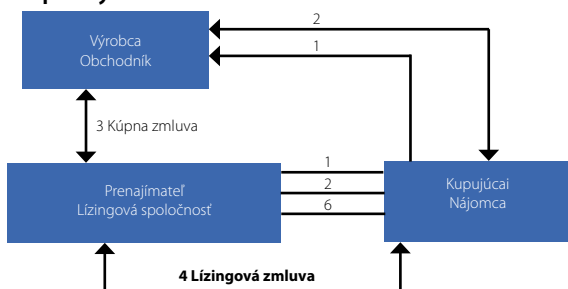 2
1
Výrobca
Obchodník
3 Kúpna zmluva
1
2
6
Prenajímateľ
Lízingová spoločnosť
Kupujúcai
Nájomca
4 Lízingová zmluva